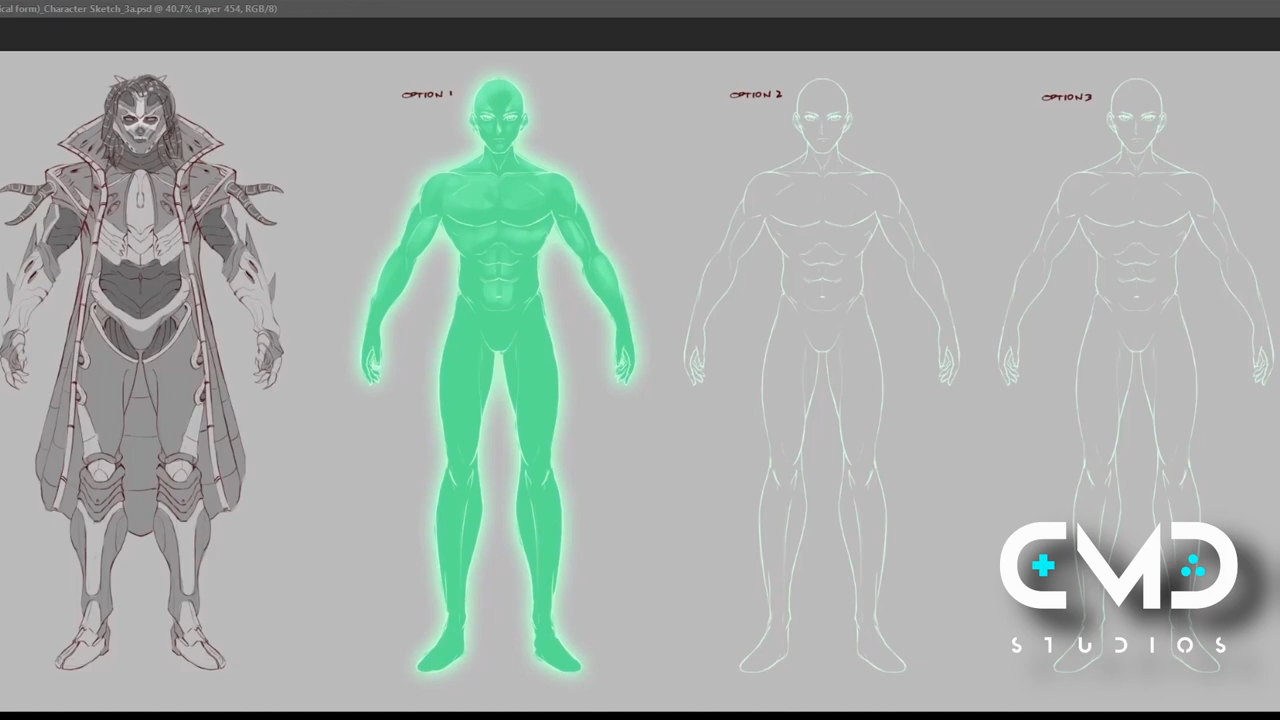 ical form)_Character Sketch_3a.psd @ 40.7% (Layer 454, RGB/8)
OPTION 1
OPTION 2
OPTION 3
CMD
STUDIOS